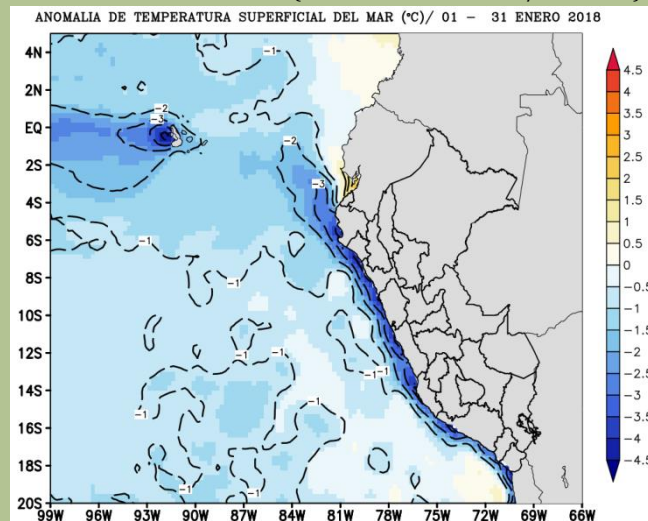 ANOMALIA DE TEMPERATURA SUPERFICIAL DEL MAR (°C)/ 01 – 31 ENERO 2018
4N
2N
EQ
2S
4S
6S
8S
10S
12S
14S
16S
18S
20S
99W 96W 93W 90W 87W 84W 81W 78W 75W 72W 69W 66W
-1
-2
-3
-2
-3
-1
-1
-1
-1
-1
-1
-1
-1
-1
-1
-1
4.5
4
3.5
3
2.5
2
1.5
1
0.5
0
-0.5
-1
-1.5
-2
-2.5
-3
-3.5
-4
-4.5